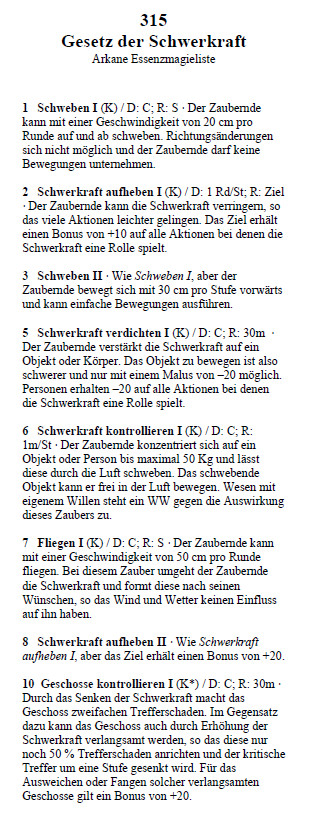 315
Gesetz der Schwerkraft
Arkane Essenzmagieliste
1 Schweben I (K) / D: C; R: S · Der Zaubernde
kann mit einer Geschwindigkeit von 20 cm pro
Runde auf und ab schweben. Richtungsänderungen
sich nicht möglich und der Zaubernde darf keine
Bewegungen unternehmen.
2 Schwerkraft aufheben I (K) / D: 1 Rd/St; R: Ziel
· Der Zaubernde kann die Schwerkraft verringern, so
das viele Aktionen leichter gelingen. Das Ziel erhält
einen Bonus von +10 auf alle Aktionen bei denen die
Schwerkraft eine Rolle spielt.
3 Schweben II · Wie Schweben I, aber der
Zaubernde bewegt sich mit 30 cm pro Stufe vorwärts
und kann einfache Bewegungen ausführen.
5 Schwerkraft verdichten I (K) / D: C; R: 30m ·
Der Zaubernde verstärkt die Schwerkraft auf ein
Objekt oder Körper. Das Objekt zu bewegen ist also
schwerer und nur mit einem Malus von –20 möglich.
Personen erhalten –20 auf alle Aktionen bei denen
die Schwerkraft eine Rolle spielt.
6 Schwerkraft kontrollieren I (K) / D: C; R:
1m/St · Der Zaubernde konzentriert sich auf ein
Objekt oder Person bis maximal 50 Kg und lässt
diese durch die Luft schweben. Das schwebende
Objekt kann er frei in der Luft bewegen. Wesen mit
eigenem Willen steht ein WW gegen die Auswirkung
dieses Zaubers zu.
7 Fliegen I (K) / D: C; R: S · Der Zaubernde kann
mit einer Geschwindigkeit von 50 cm pro Runde
fliegen. Bei diesem Zauber umgeht der Zaubernde
die Schwerkraft und formt diese nach seinen
Wünschen, so das Wind und Wetter keinen Einfluss
auf ihn haben.
8 Schwerkraft aufheben II · Wie Schwerkraft
aufheben I, aber das Ziel erhält einen Bonus von +20.
10 Geschosse kontrollieren I (K*) / D: C; R: 30m ·
Durch das Senken der Schwerkraft macht das
Geschoss zweifachen Trefferschaden. Im Gegensatz
dazu kann das Geschoss auch durch Erhöhung der
Schwerkraft verlangsamt werden, so das diese nur
noch 50 % Trefferschaden anrichten und der kritische
Treffer um eine Stufe gesenkt wird. Für das
Ausweichen oder Fangen solcher verlangsamten
Geschosse gilt ein Bonus von +20.